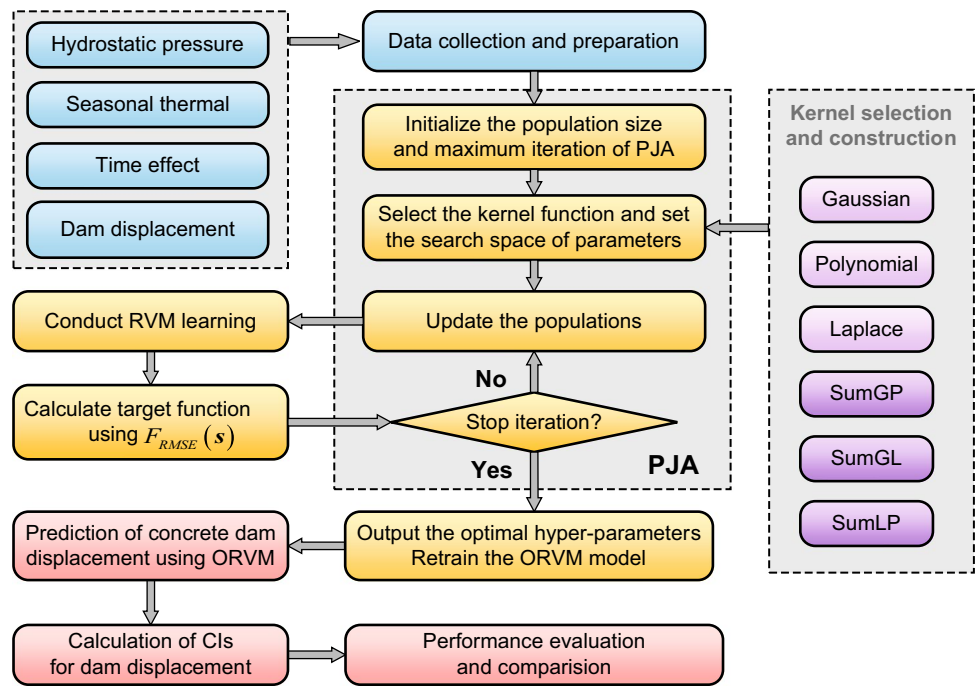 Hydrostatic pressure
Seasonal thermal
Time effect
Dam displacement
Data collection and preparation
Initialize the population size
and maximum iteration of PJA
Select the kernel function and set
the search space of parameters
Update the populations
Conduct RVM learning
Calculate target function
using F_RMSE (s)
No
Stop iteration?
Yes
PJA
Kernel selection
and construction
Gaussian
Polynomial
Laplace
SumGP
SumGL
SumLP
Output the optimal hyper-parameters
Retrain the ORVM model
Prediction of concrete dam
displacement using ORVM
Calculation of CIs
for dam displacement
Performance evaluation
and comparision